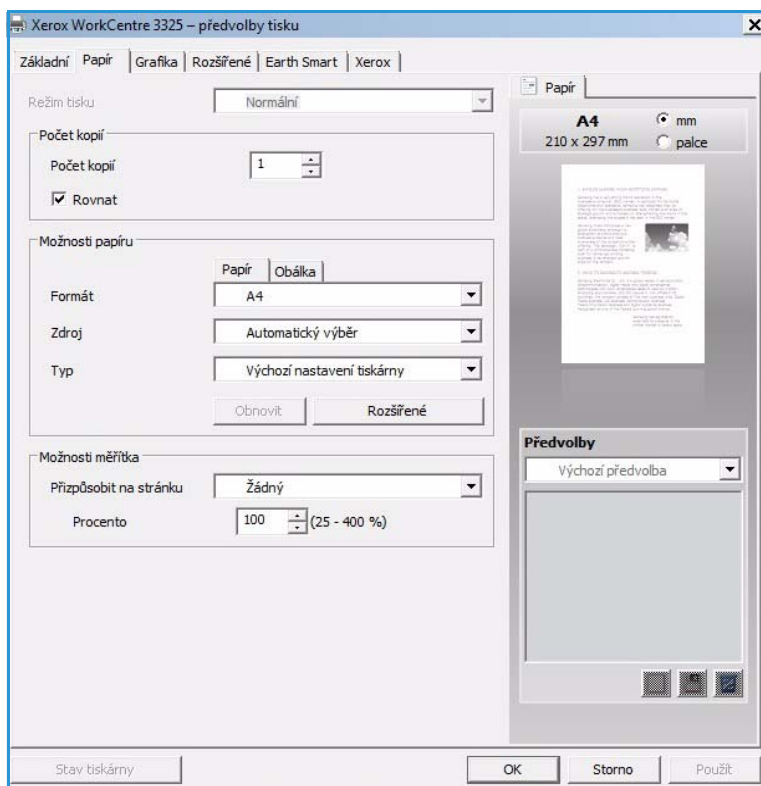 Xerox WorkCentre 3325 – předvolby tisku
Základní Papír Grafika Rozšířené Earth Smart Xerox
Režim tisku Normální
Počet kopií
Počet kopií 1
Rovnat
Možnosti papíru
Papír Obálka
Formát A4
Zdroj Automatický výběr
Typ Výchozí nastavení tiskárny
Obnovit Rozšířené
Možnosti měřítka
Přizpůsobit na stránku Žádný
Procento 100 (25 - 400 %)
Papír
A4 mm
210 x 297 mm palce
Předvolby
Výchozí předvolba
Stav tiskárny OK Storno Použít